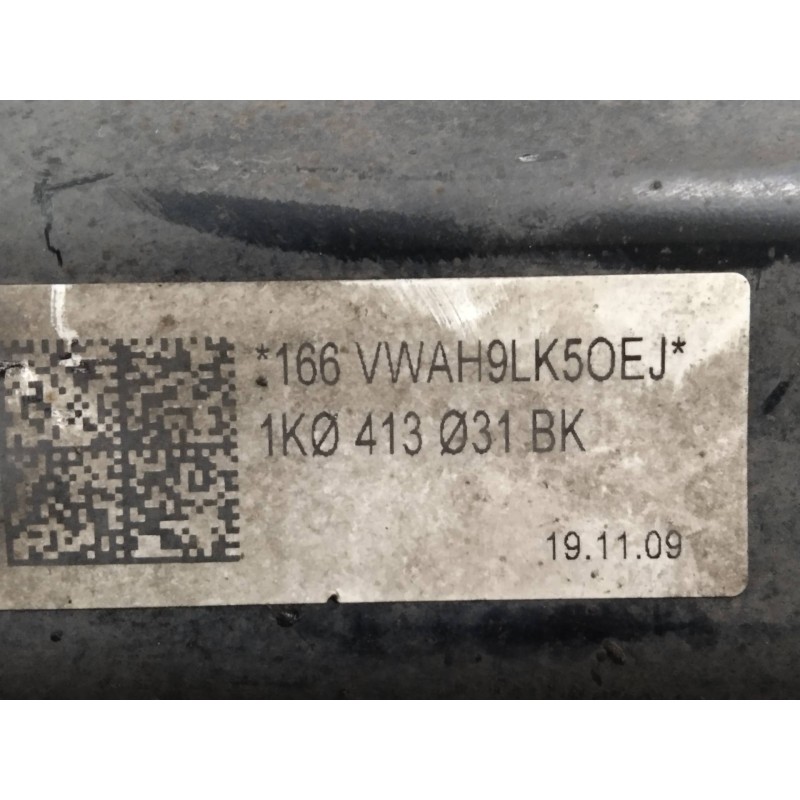 *166 VWAH9LK5OEJ*
1KØ 413 Ø31 BK
19.11.09